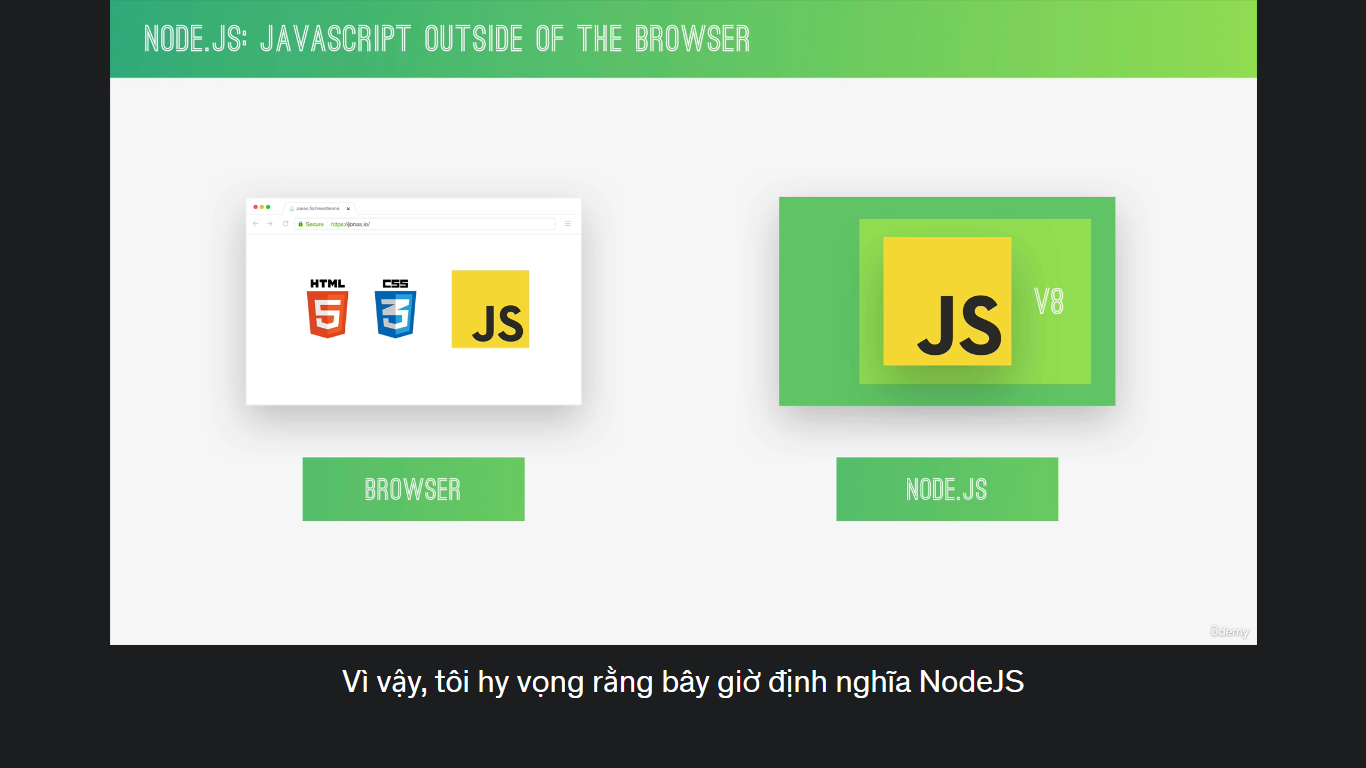 NODE.JS: JAVASCRIPT OUTSIDE OF THE BROWSER
Jonas Schmedtmann
Secure https://jonas.io/
HTML
5
CSS
3
JS
JS
V8
BROWSER
NODE.JS
ûdemy
Vì vậy, tôi hy vọng rằng bây giờ định nghĩa NodeJS